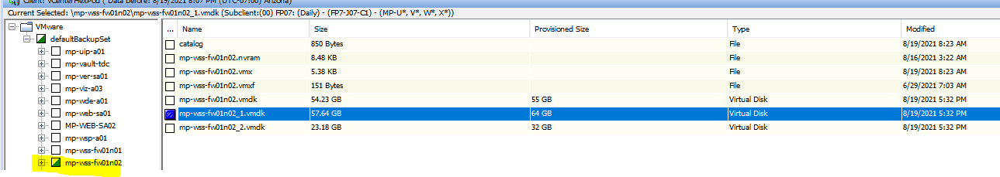 Client: vCenterHexPod ( Data Before: 8/19/2021 8:07 PM (UTC-07:00) Arizona)
Current Selected: \mp-wss-fw01n02\mp-wss-fw01n02_1.vmdk (Subclient:(00) FP07: (Daily) - (FP7-J07-C1) - (MP-U*, V*, W*, X*))
VMware
defaultBackupSet
mp-uip-a01
mp-vault-tdc
mp-ver-sa01
mp-viz-a03
mp-wde-a01
mp-web-sa01
MP-WEB-SA02
mp-wsp-a01
mp-wss-fw01n01
mp-wss-fw01n02
... Name Size Provisioned Size Type Modified
catalog 850 Bytes File 8/19/2021 8:23 AM
mp-wss-fw01n02.nvram 8.48 KB File 8/16/2021 3:22 AM
mp-wss-fw01n02.vmx 5.38 KB File 8/19/2021 8:23 AM
mp-wss-fw01n02.vmxf 151 Bytes File 6/29/2021 7:03 AM
mp-wss-fw01n02.vmdk 54.23 GB 55 GB Virtual Disk 8/19/2021 5:32 PM
mp-wss-fw01n02_1.vmdk 57.64 GB 64 GB Virtual Disk 8/19/2021 5:32 PM
mp-wss-fw01n02_2.vmdk 23.18 GB 32 GB Virtual Disk 8/19/2021 5:32 PM